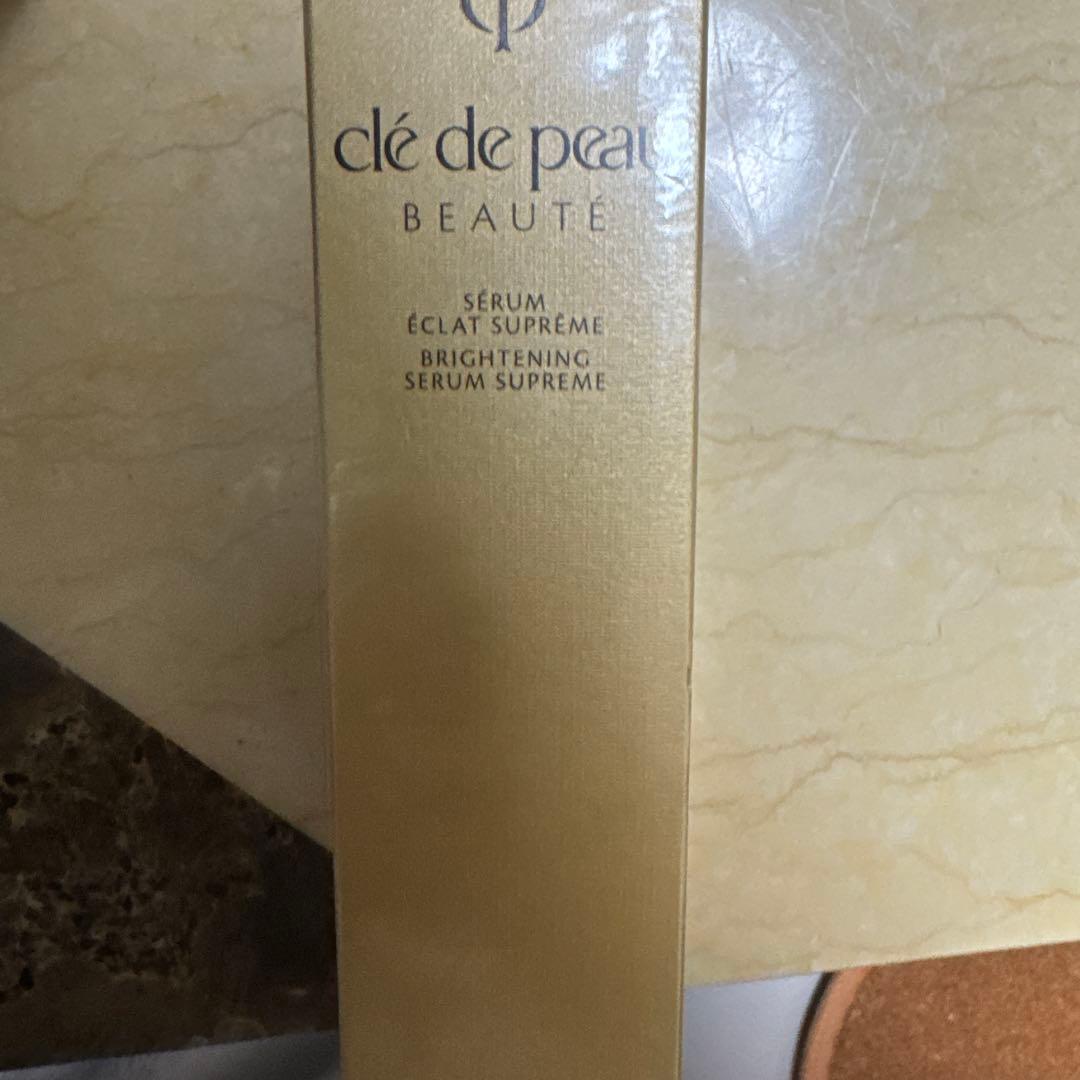 clé de peau
BEAUTÉ
SÉRUM
ÉCLAT SUPRÊME
BRIGHTENING
SERUM SUPREME